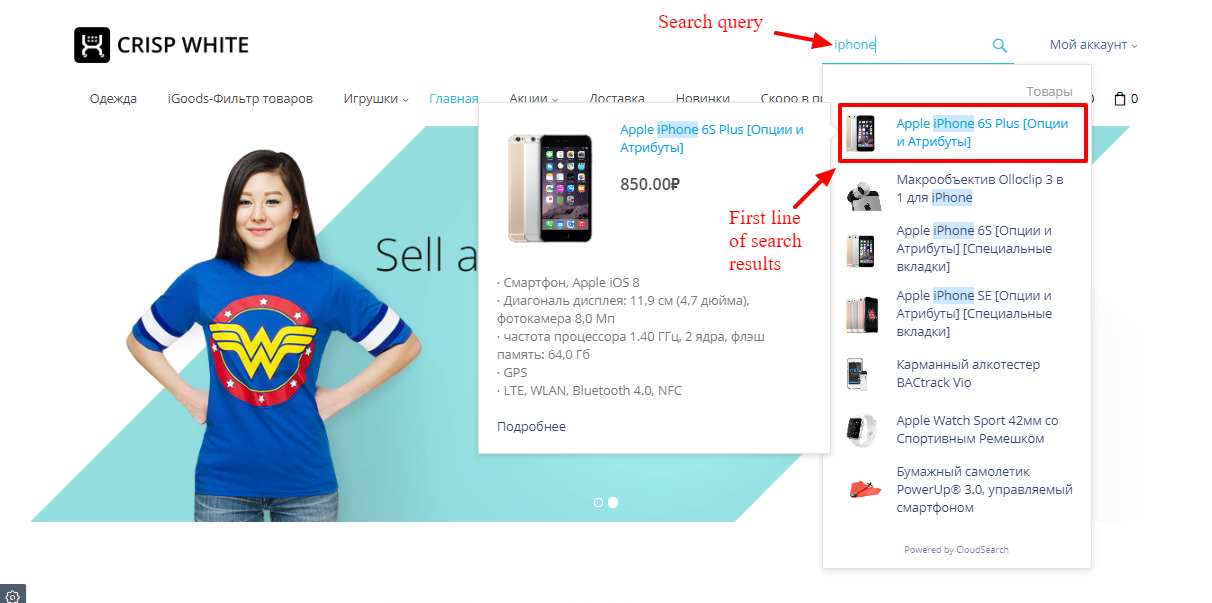 Search query
CRISP WHITE
iphone
Мой аккаунт
Одежда
iGoods-Фильтр товаров
Игрушки
Главная
Акции
Доставка
Новинки
Скоро в
0
Товары
Apple iPhone 6S Plus [Опции
и Атрибуты]
Макрообъектив Olloclip 3 в
1 для iPhone
Apple iPhone 6S [Опции и
Атрибуты] [Специальные
вкладки]
Apple iPhone SE [Опции и
Атрибуты] [Специальные
вкладки]
Карманный алкотестер
BACtrack Vio
Apple Watch Sport 42мм со
Спортивным Ремешком
Бумажный самолетик
PowerUp® 3.0, управляемый
смартфоном
Powered by CloudSearch
Apple iPhone 6S Plus [Опции и
Атрибуты]
850.00₽
First line
of search
results
· Смартфон, Apple iOS 8
· Диагональ дисплея: 11,9 см (4,7 дюйма),
фотокамера 8,0 Мп
· частота процессора 1.40 ГГц, 2 ядра, флэш
память: 64,0 Гб
· GPS
· LTE, WLAN, Bluetooth 4.0, NFC
Подробнее
Sell a